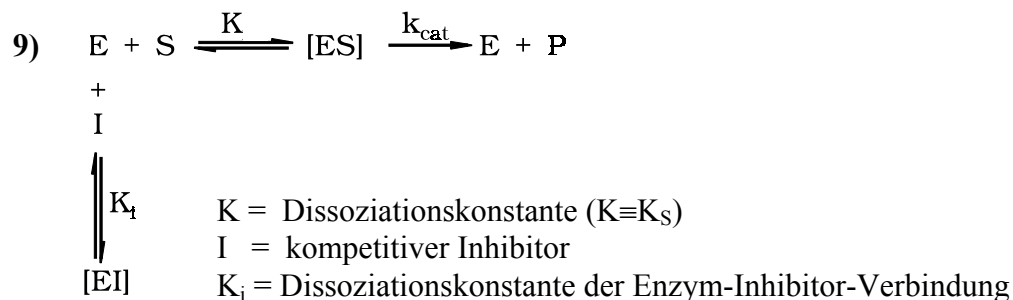 9) E + S K [ES] k_cat E + P
+
I
K_i K = Dissoziationskonstante (K≡K_S)
I = kompetitiver Inhibitor
[EI] K_i = Dissoziationskonstante der Enzym-Inhibitor-Verbindung